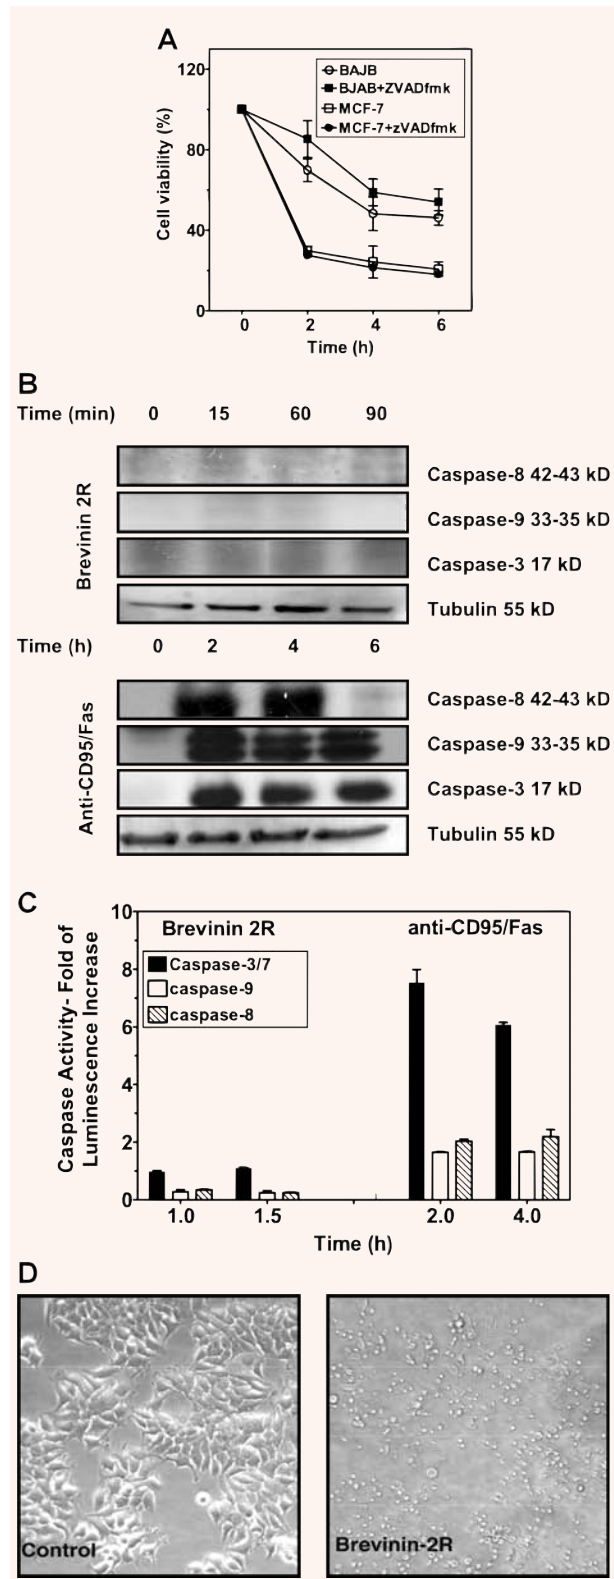 A
Cell viability (%)
120
80
40
0
BAJB
BJAB+ZVADfmk
MCF-7
MCF-7+zVADfmk
0 2 4 6
Time (h)
B
Time (min) 0 15 60 90
Brevinin 2R
Caspase-8 42-43 kD
Caspase-9 33-35 kD
Caspase-3 17 kD
Tubulin 55 kD
Time (h) 0 2 4 6
Anti-CD95/Fas
Caspase-8 42-43 kD
Caspase-9 33-35 kD
Caspase-3 17 kD
Tubulin 55 kD
C
Caspase Activity- Fold of
Luminescence Increase
10
8
6
4
2
0
Brevinin 2R anti-CD95/Fas
Caspase-3/7
caspase-9
caspase-8
1.0 1.5 2.0 4.0
Time (h)
D
Control
Brevinin-2R